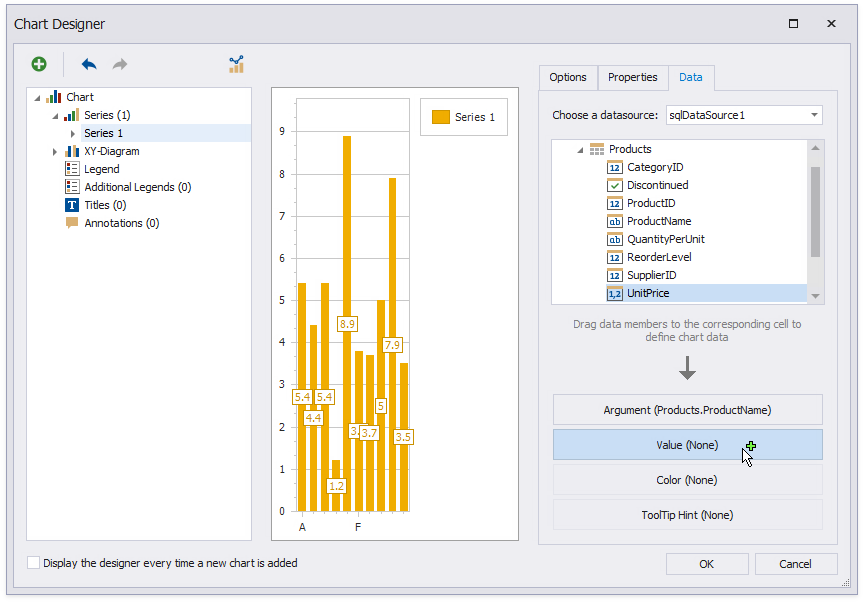 Chart Designer
Chart
Series (1)
Series 1
XY-Diagram
Legend
Additional Legends (0)
Titles (0)
Annotations (0)
9
8
7
6
5
4
3
2
1
0
5.4
4.4
5.4
1.2
8.9
3.7
5
7.9
3.5
A
F
Series 1
Options
Properties
Data
Choose a datasource:
sqlDataSource1
Products
12 CategoryID
Discontinued
12 ProductID
ab ProductName
ab QuantityPerUnit
12 ReorderLevel
12 SupplierID
1,2 UnitPrice
Drag data members to the corresponding cell to
define chart data
Argument (Products.ProductName)
Value (None)
Color (None)
ToolTip Hint (None)
Display the designer every time a new chart is added
OK
Cancel